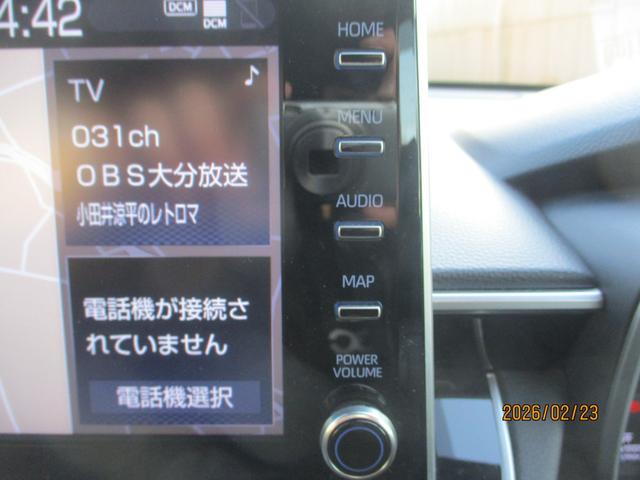 4:42
DCM
DCM
HOME
TV
MENU
031ch
OBS大分放送
AUDIO
小田井涼平のレトロマ
MAP
電話機が接続さ
れていません
POWER
VOLUME
電話機選択
2026/02/23